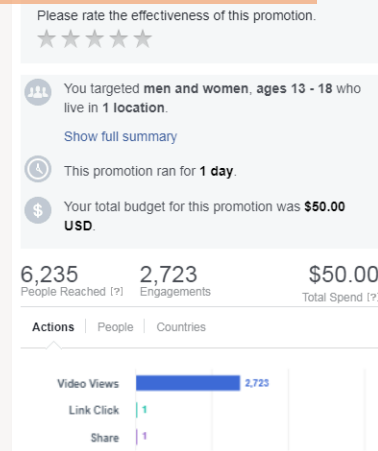 Please rate the effectiveness of this promotion.
You targeted men and women, ages 13 - 18 who
live in 1 location.
Show full summary
This promotion ran for 1 day.
Your total budget for this promotion was $50.00
USD.
6,235 2,723 $50.00
People Reached [?] Engagements Total Spend [?]
Actions People Countries
Video Views 2,723
Link Click 1
Share 1